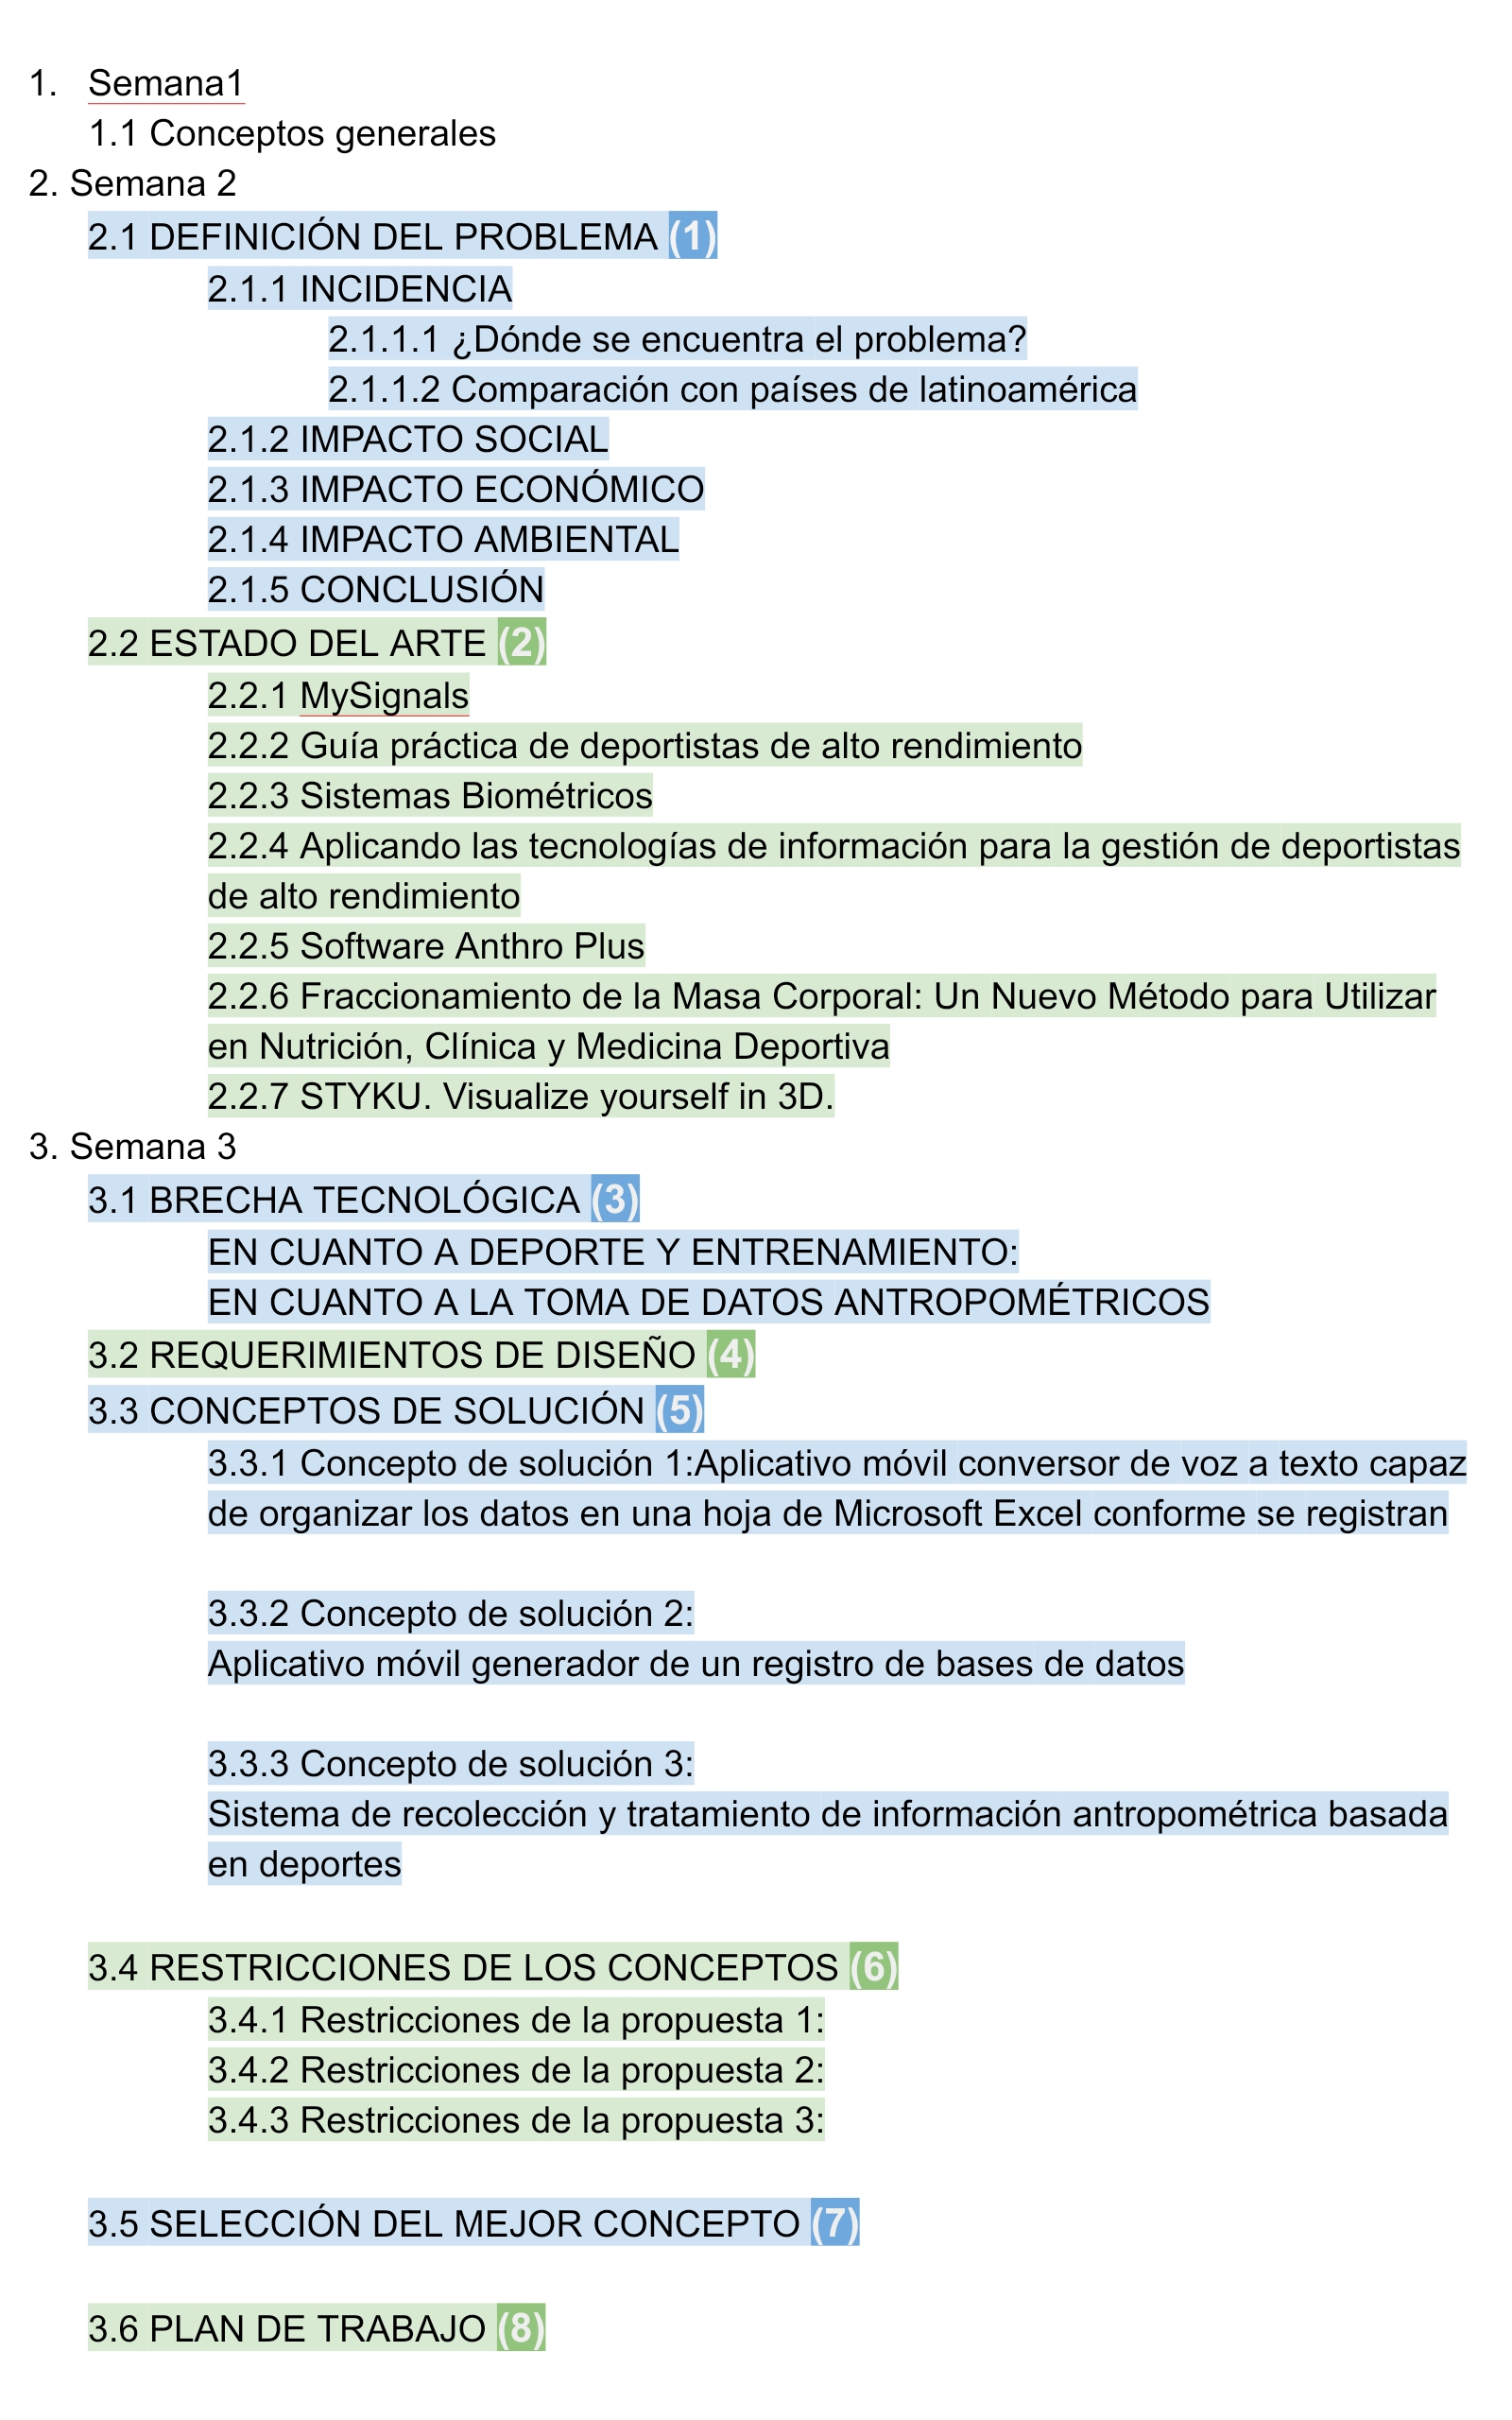 1. Semana1
1.1 Conceptos generales
2. Semana 2
2.1 DEFINICIÓN DEL PROBLEMA (1)
2.1.1 INCIDENCIA
2.1.1.1 ¿Dónde se encuentra el problema?
2.1.1.2 Comparación con países de latinoamérica
2.1.2 IMPACTO SOCIAL
2.1.3 IMPACTO ECONÓMICO
2.1.4 IMPACTO AMBIENTAL
2.1.5 CONCLUSIÓN
2.2 ESTADO DEL ARTE (2)
2.2.1 MySignals
2.2.2 Guía práctica de deportistas de alto rendimiento
2.2.3 Sistemas Biométricos
2.2.4 Aplicando las tecnologías de información para la gestión de deportistas
de alto rendimiento
2.2.5 Software Anthro Plus
2.2.6 Fraccionamiento de la Masa Corporal: Un Nuevo Método para Utilizar
en Nutrición, Clínica y Medicina Deportiva
2.2.7 STYKU. Visualize yourself in 3D.
3. Semana 3
3.1 BRECHA TECNOLÓGICA (3)
EN CUANTO A DEPORTE Y ENTRENAMIENTO:
EN CUANTO A LA TOMA DE DATOS ANTROPOMÉTRICOS
3.2 REQUERIMIENTOS DE DISEÑO (4)
3.3 CONCEPTOS DE SOLUCIÓN (5)
3.3.1 Concepto de solución 1:Aplicativo móvil conversor de voz a texto capaz
de organizar los datos en una hoja de Microsoft Excel conforme se registran
3.3.2 Concepto de solución 2:
Aplicativo móvil generador de un registro de bases de datos
3.3.3 Concepto de solución 3:
Sistema de recolección y tratamiento de información antropométrica basada
en deportes
3.4 RESTRICCIONES DE LOS CONCEPTOS (6)
3.4.1 Restricciones de la propuesta 1:
3.4.2 Restricciones de la propuesta 2:
3.4.3 Restricciones de la propuesta 3:
3.5 SELECCIÓN DEL MEJOR CONCEPTO (7)
3.6 PLAN DE TRABAJO (8)